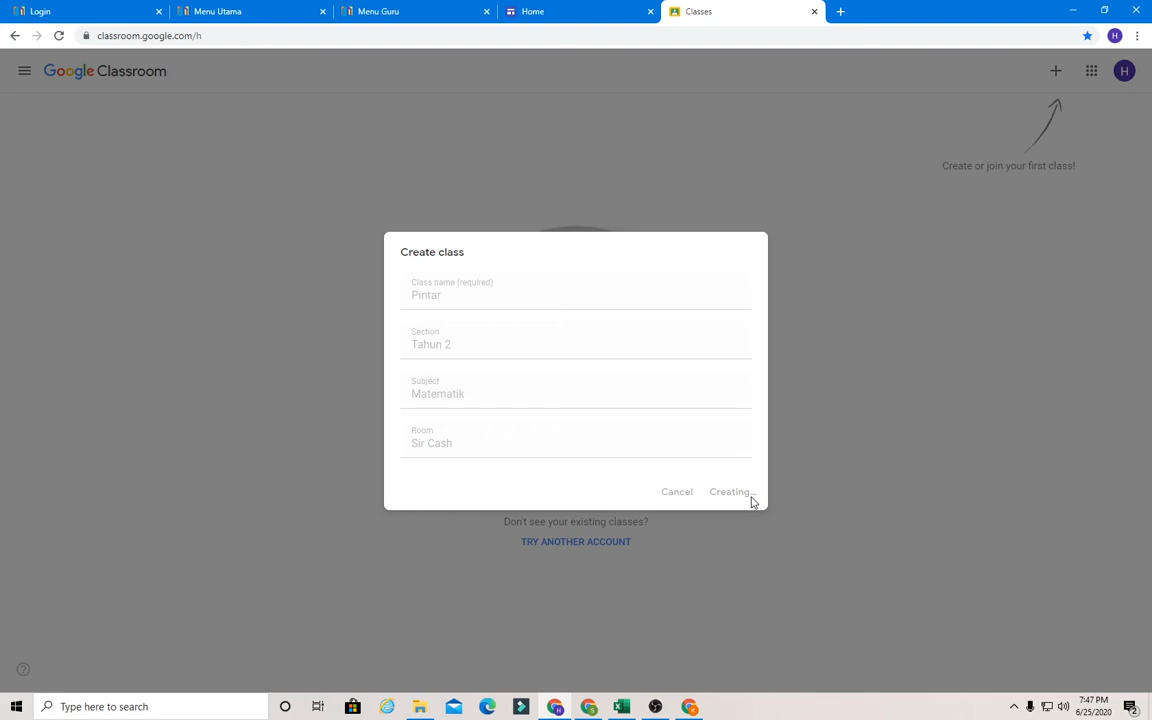 Login
Menu Utama
Menu Guru
Home
Classes
classroom.google.com/h
H
Google Classroom
H
Create or join your first class!
Create class
Class name (required)
Pintar
Section
Tahun 2
Subject
Matematik
Room
Sir Cash
Cancel
Creating...
Don't see your existing classes?
TRY ANOTHER ACCOUNT
Type here to search
7:47 PM
6/25/2020
2